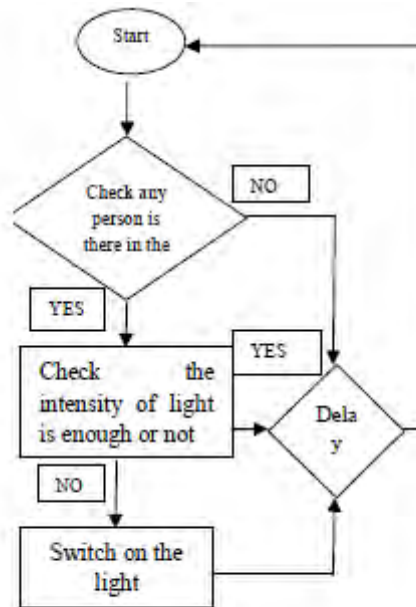 Start
Check any
person is
there in the
NO
YES
Check the
intensity of light
is enough or not
YES
Dela
y
NO
Switch on the
light